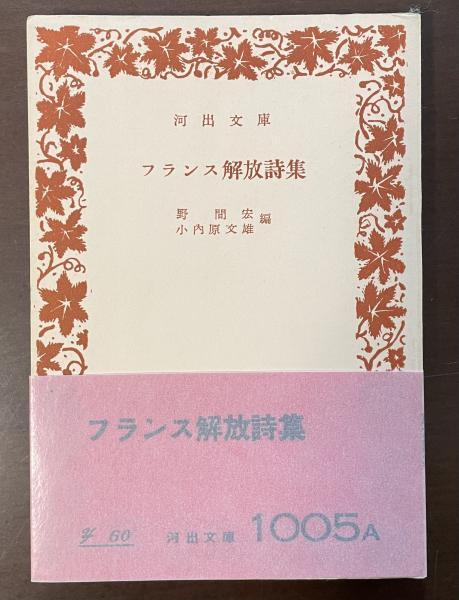 河出文庫
フランス解放詩集
野間宏
小内原文雄 編
フランス解放詩集
¥ 60 河出文庫 1005A